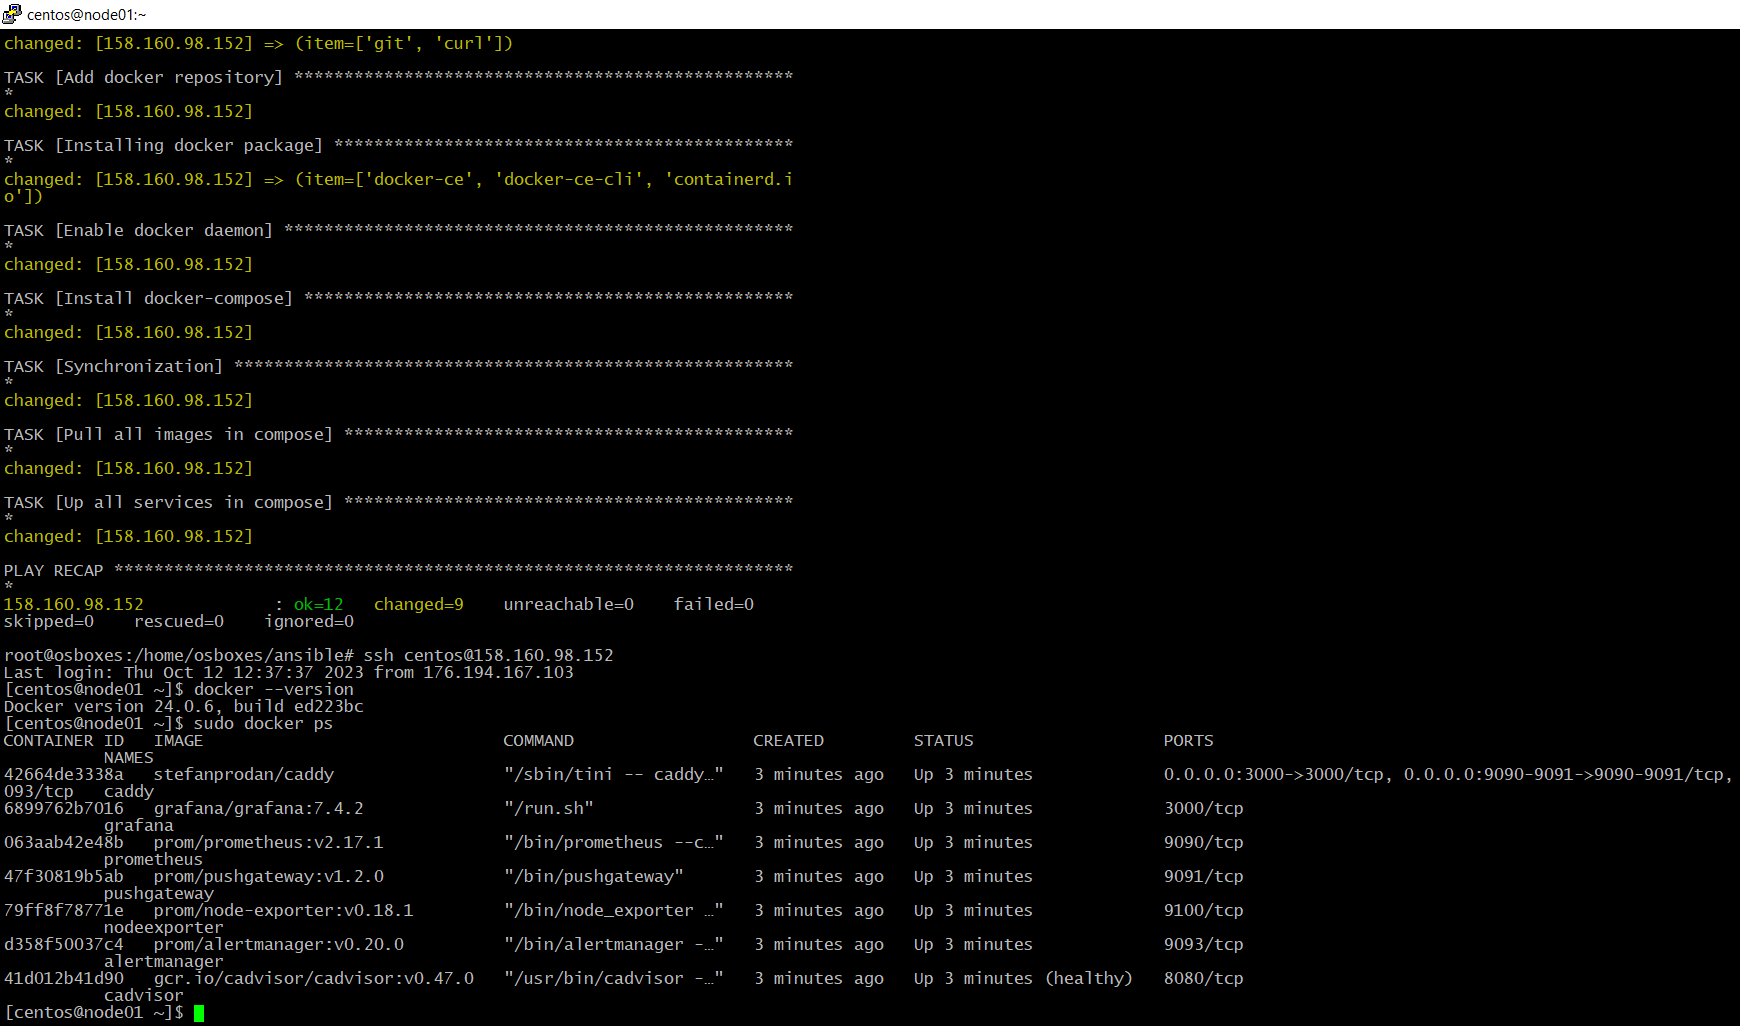 centos@node01:~
changed: [158.160.98.152] => (item=['git', 'curl'])
TASK [Add docker repository] **************************************************
*
changed: [158.160.98.152]
TASK [Installing docker package] **********************************************
*
changed: [158.160.98.152] => (item=['docker-ce', 'docker-ce-cli', 'containerd.i
o'])
TASK [Enable docker daemon] ***************************************************
*
changed: [158.160.98.152]
TASK [Install docker-compose] *************************************************
*
changed: [158.160.98.152]
TASK [Synchronization] ********************************************************
*
changed: [158.160.98.152]
TASK [Pull all images in compose] *********************************************
*
changed: [158.160.98.152]
TASK [Up all services in compose] *********************************************
*
changed: [158.160.98.152]
PLAY RECAP ********************************************************************
*
158.160.98.152             : ok=12   changed=9    unreachable=0    failed=0
skipped=0    rescued=0    ignored=0
root@osboxes:/home/osboxes/ansible# ssh centos@158.160.98.152
Last login: Thu Oct 12 12:37:37 2023 from 176.194.167.103
[centos@node01 ~]$ docker --version
Docker version 24.0.6, build ed223bc
[centos@node01 ~]$ sudo docker ps
CONTAINER ID   IMAGE                              COMMAND                  CREATED         STATUS                   PORTS
NAMES
42664de3338a   stefanprodan/caddy                 "/sbin/tini -- caddy…"   3 minutes ago   Up 3 minutes             0.0.0.0:3000->3000/tcp, 0.0.0.0:9090-9091->9090-9091/tcp,
093/tcp   caddy
6899762b7016   grafana/grafana:7.4.2              "/run.sh"                3 minutes ago   Up 3 minutes             3000/tcp
grafana
063aab42e48b   prom/prometheus:v2.17.1            "/bin/prometheus --c…"   3 minutes ago   Up 3 minutes             9090/tcp
prometheus
47f30819b5ab   prom/pushgateway:v1.2.0            "/bin/pushgateway"       3 minutes ago   Up 3 minutes             9091/tcp
pushgateway
79ff8f78771e   prom/node-exporter:v0.18.1         "/bin/node_exporter …"   3 minutes ago   Up 3 minutes             9100/tcp
nodeexporter
d358f50037c4   prom/alertmanager:v0.20.0          "/bin/alertmanager -…"   3 minutes ago   Up 3 minutes             9093/tcp
alertmanager
41d012b41d90   gcr.io/cadvisor/cadvisor:v0.47.0   "/usr/bin/cadvisor -…"   3 minutes ago   Up 3 minutes (healthy)   8080/tcp
cadvisor
[centos@node01 ~]$